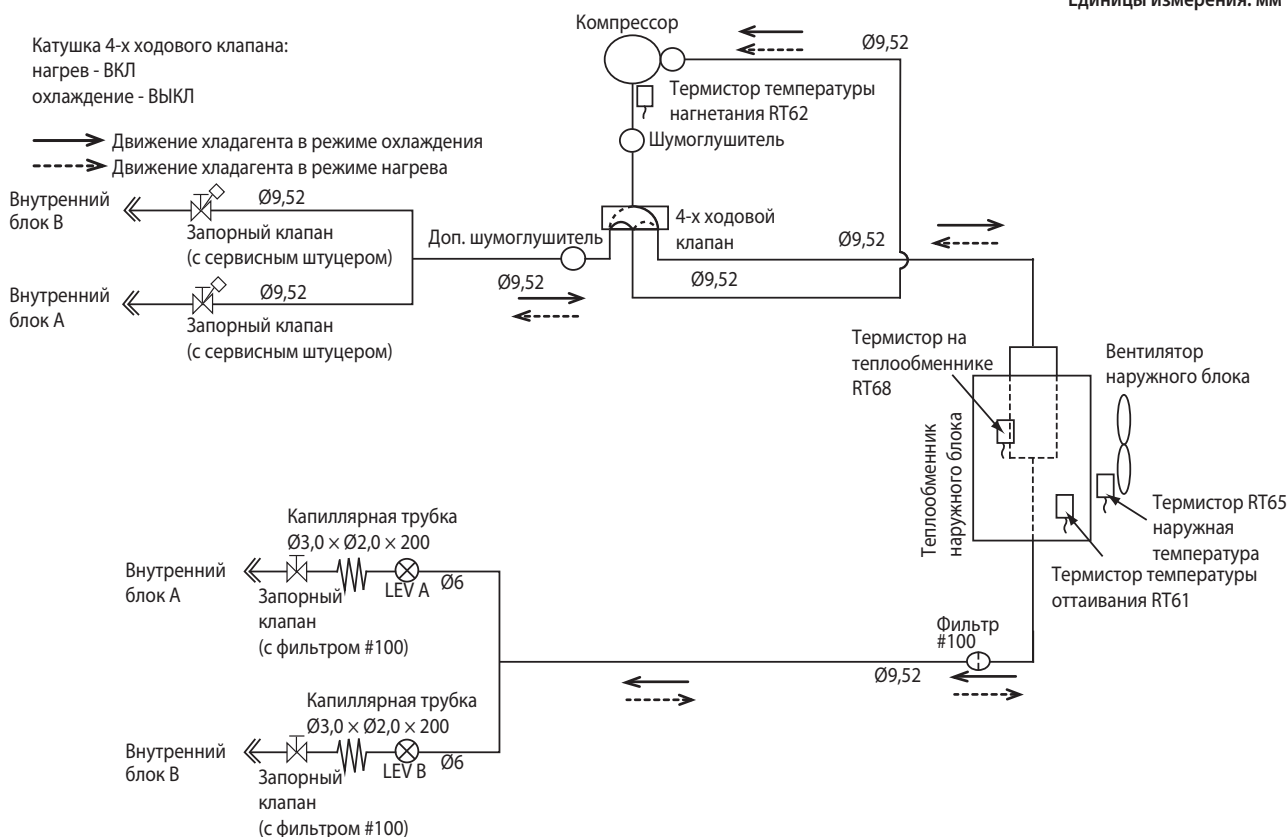 Единицы измерения: мм
Катушка 4-х ходового клапана:
нагрев - ВКЛ
охлаждение - ВЫКЛ
Движение хладагента в режиме охлаждения
Движение хладагента в режиме нагрева
Компрессор
Ø9,52
Термистор температуры
нагнетания RT62
Шумоглушитель
Внутренний
блок B
Ø9,52
Запорный клапан
(с сервисным штуцером)
Доп. шумоглушитель
4-х ходовой
клапан
Ø9,52
Внутренний
блок A
Ø9,52
Запорный клапан
(с сервисным штуцером)
Ø9,52
Ø9,52
Термистор на
теплообменнике
RT68
Вентилятор
наружного блока
Теплообменник
наружного блока
Термистор RT65
наружная
температура
Термистор температуры
оттаивания RT61
Капиллярная трубка
Ø3,0 × Ø2,0 × 200
Внутренний
блок A
LEV A
Ø6
Запорный
клапан
(с фильтром #100)
Фильтр
#100
Ø9,52
Капиллярная трубка
Ø3,0 × Ø2,0 × 200
Внутренний
блок B
LEV B
Ø6
Запорный
клапан
(с фильтром #100)